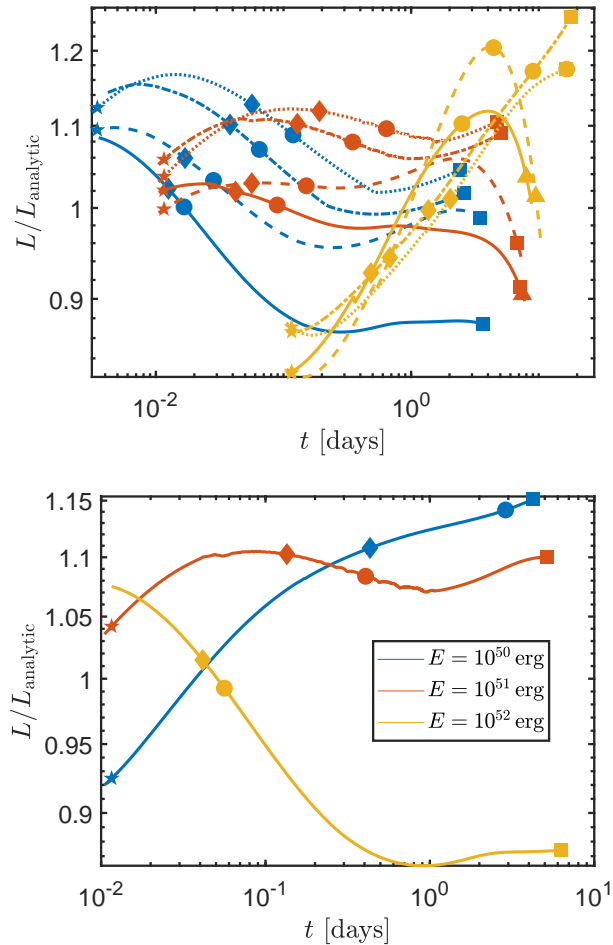 1.2
1.1
1
0.9
L/L_analytic
10^-2
10^0
t [days]
1.15
1.1
1.05
1
0.95
0.9
L/L_analytic
E = 10^50 erg
E = 10^51 erg
E = 10^52 erg
10^-2
10^-1
10^0
10^1
t [days]